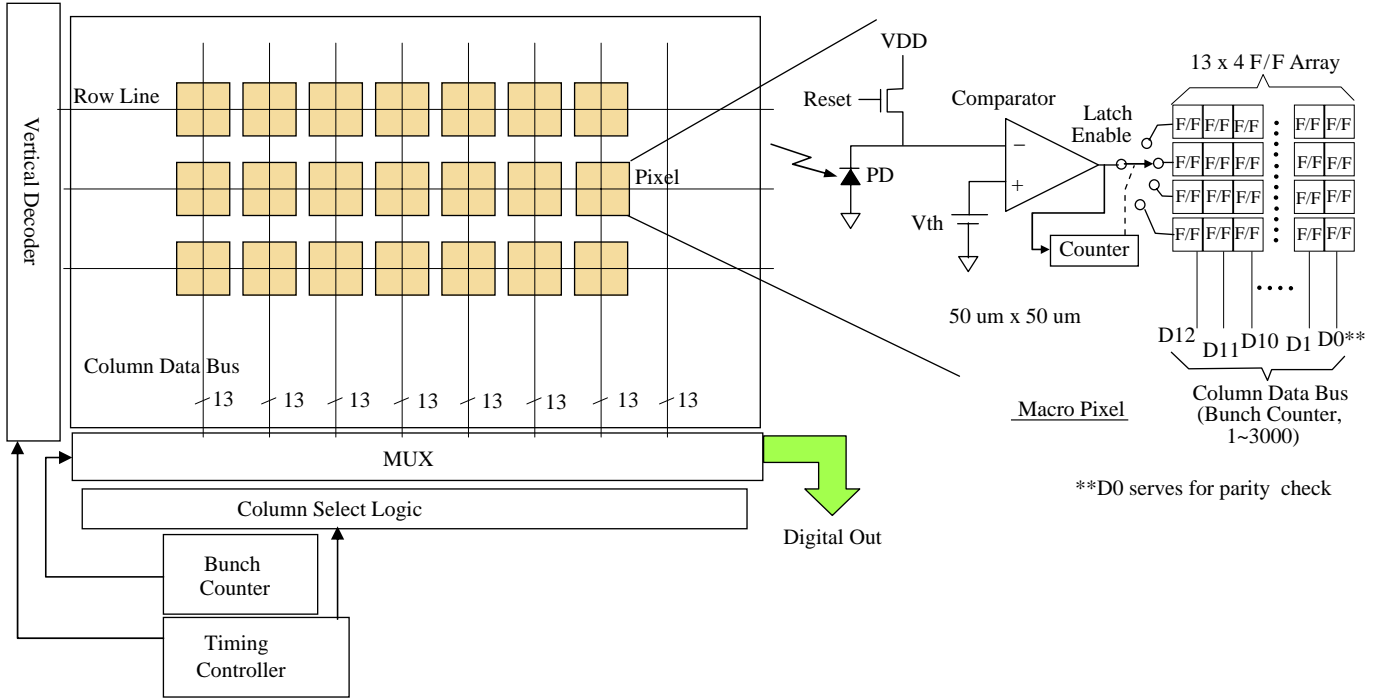 Vertical Decoder
Row Line
Pixel
Column Data Bus
13 13 13 13 13 13 13 13
MUX
Column Select Logic
Bunch
Counter
Timing
Controller
Digital Out
VDD
Reset
PD
Comparator
−
+
Vth
Counter
Latch
Enable
13 x 4 F/F Array
F/F F/F F/F F/F F/F
F/F F/F F/F F/F F/F
F/F F/F F/F F/F F/F
F/F F/F F/F F/F F/F
D12 D11 D10 D1 D0**
50 um x 50 um
Macro Pixel
Column Data Bus
(Bunch Counter,
1~3000)
**D0 serves for parity check